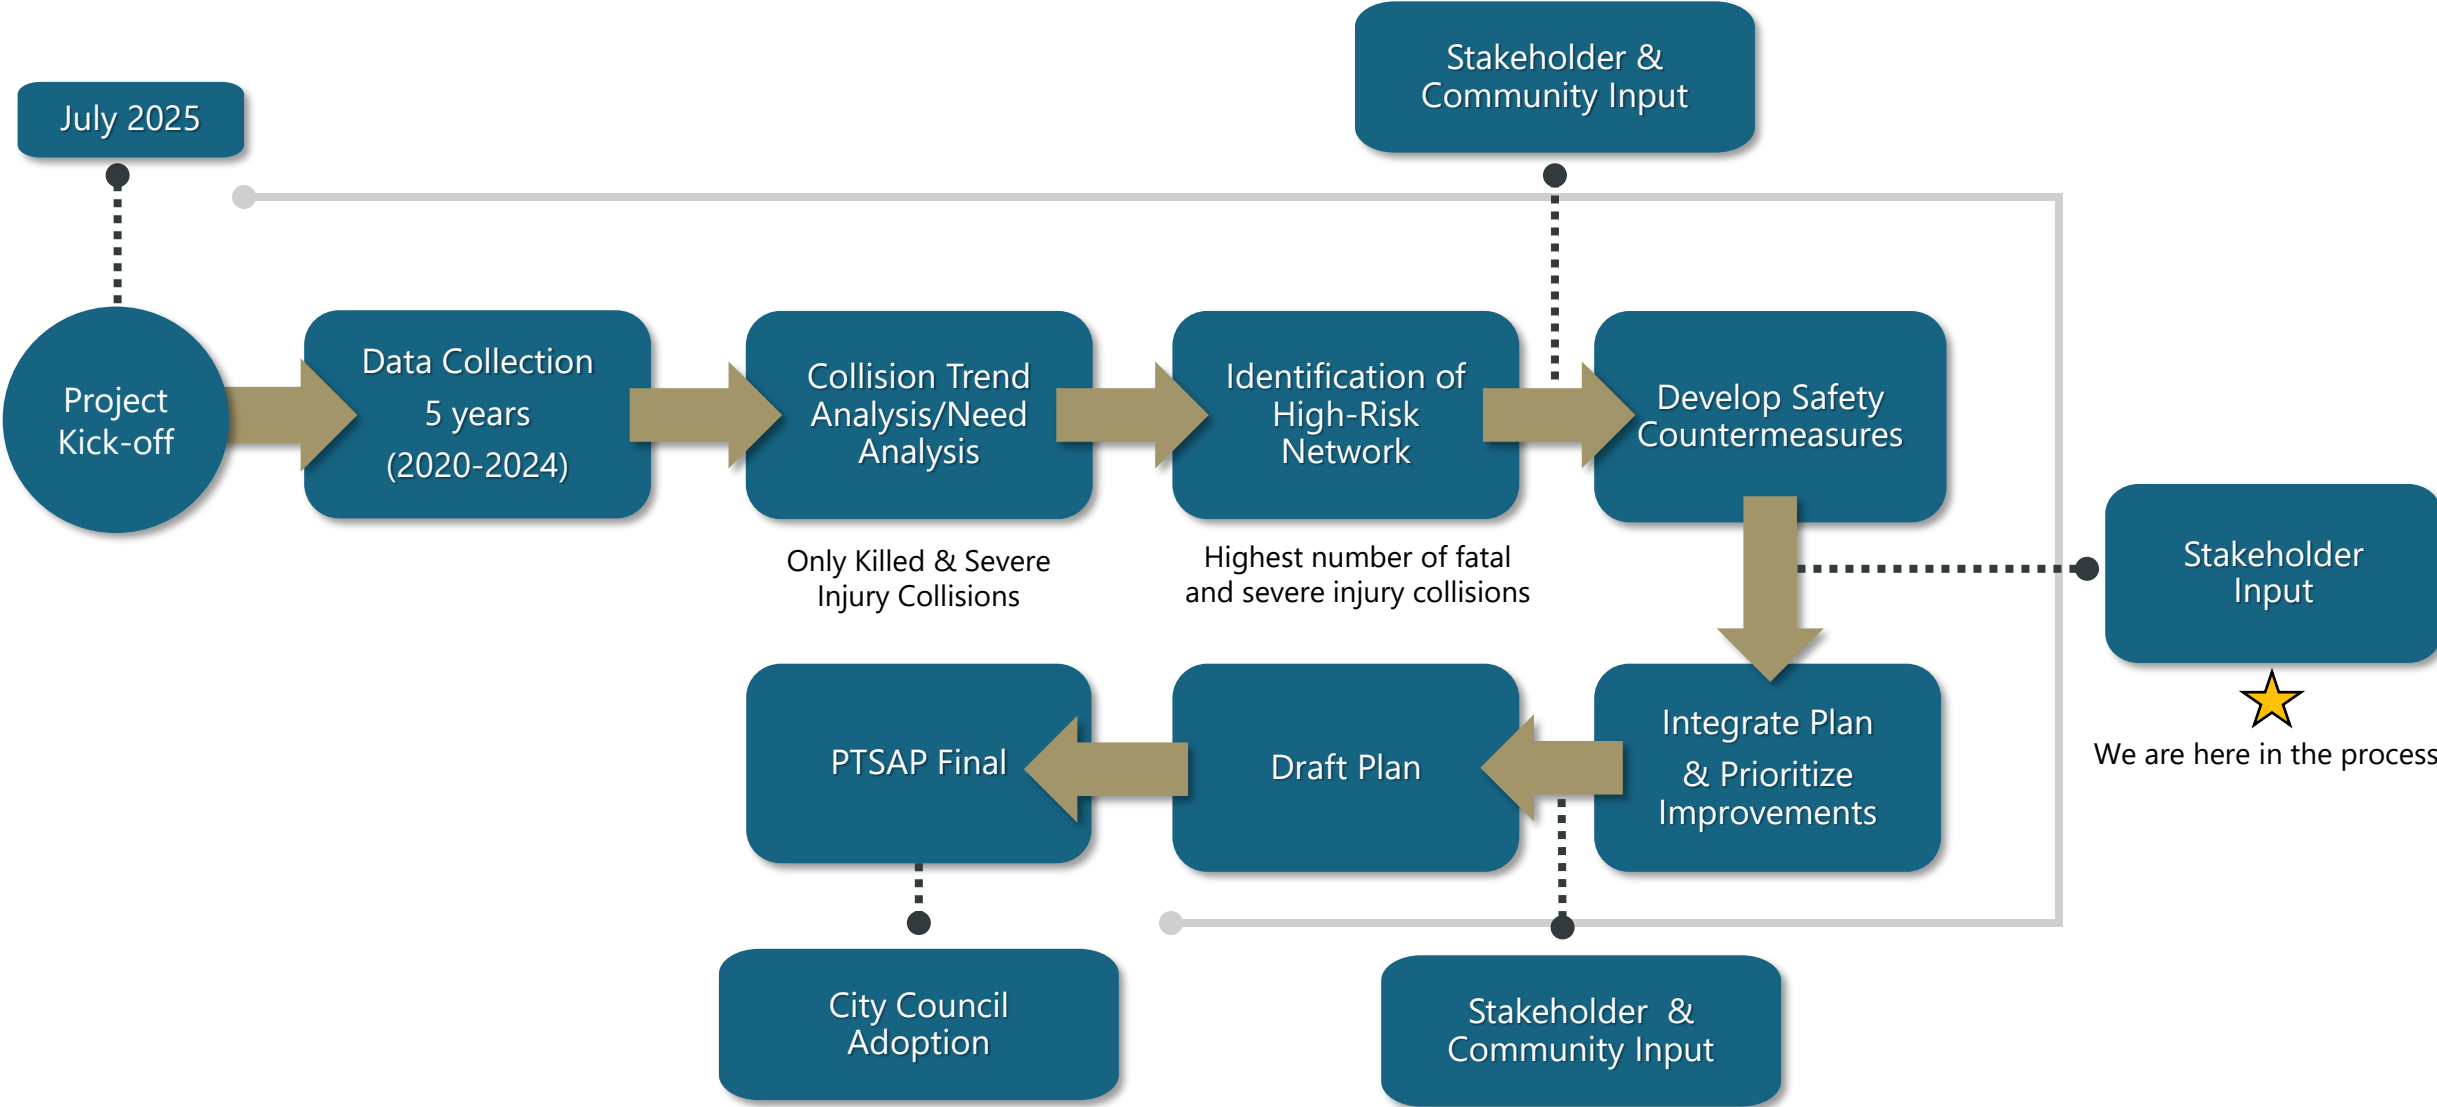 Stakeholder &
Community Input
July 2025
Project
Kick-off
Data Collection
5 years
(2020-2024)
Collision Trend
Analysis/Need
Analysis
Only Killed & Severe
Injury Collisions
Identification of
High-Risk
Network
Highest number of fatal
and severe injury collisions
Develop Safety
Countermeasures
Stakeholder
Input
We are here in the process
Integrate Plan
& Prioritize
Improvements
Draft Plan
PTSAP Final
City Council
Adoption
Stakeholder  &
Community Input